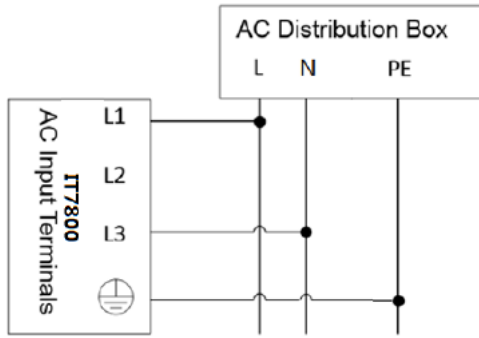 AC Distribution Box
L N PE
AC Input Terminals
IT7800
L1
L2
L3